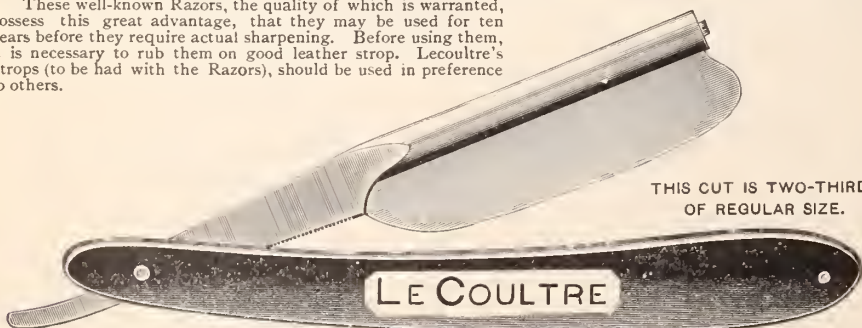 These well-known Razors, the quality of which is warranted,
ossess this great advantage, that they may be used for ten
ears before they require actual sharpening. Before using them,
is necessary to rub them on good leather strop. Lecoultre's
trops (to be had with the Razors), should be used in preference
o others.
THIS CUT IS TWO-THIRD
OF REGULAR SIZE.
LE COULTRE